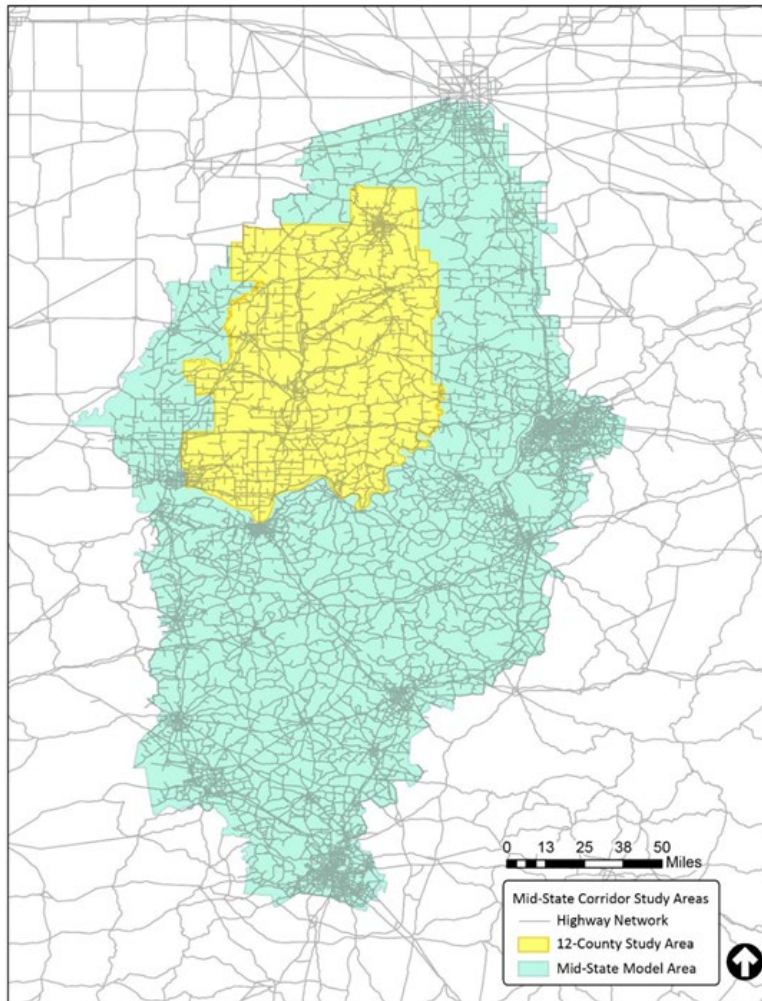 0 13 25 38 50
Miles
Mid-State Corridor Study Areas
Highway Network
12-County Study Area
Mid-State Model Area